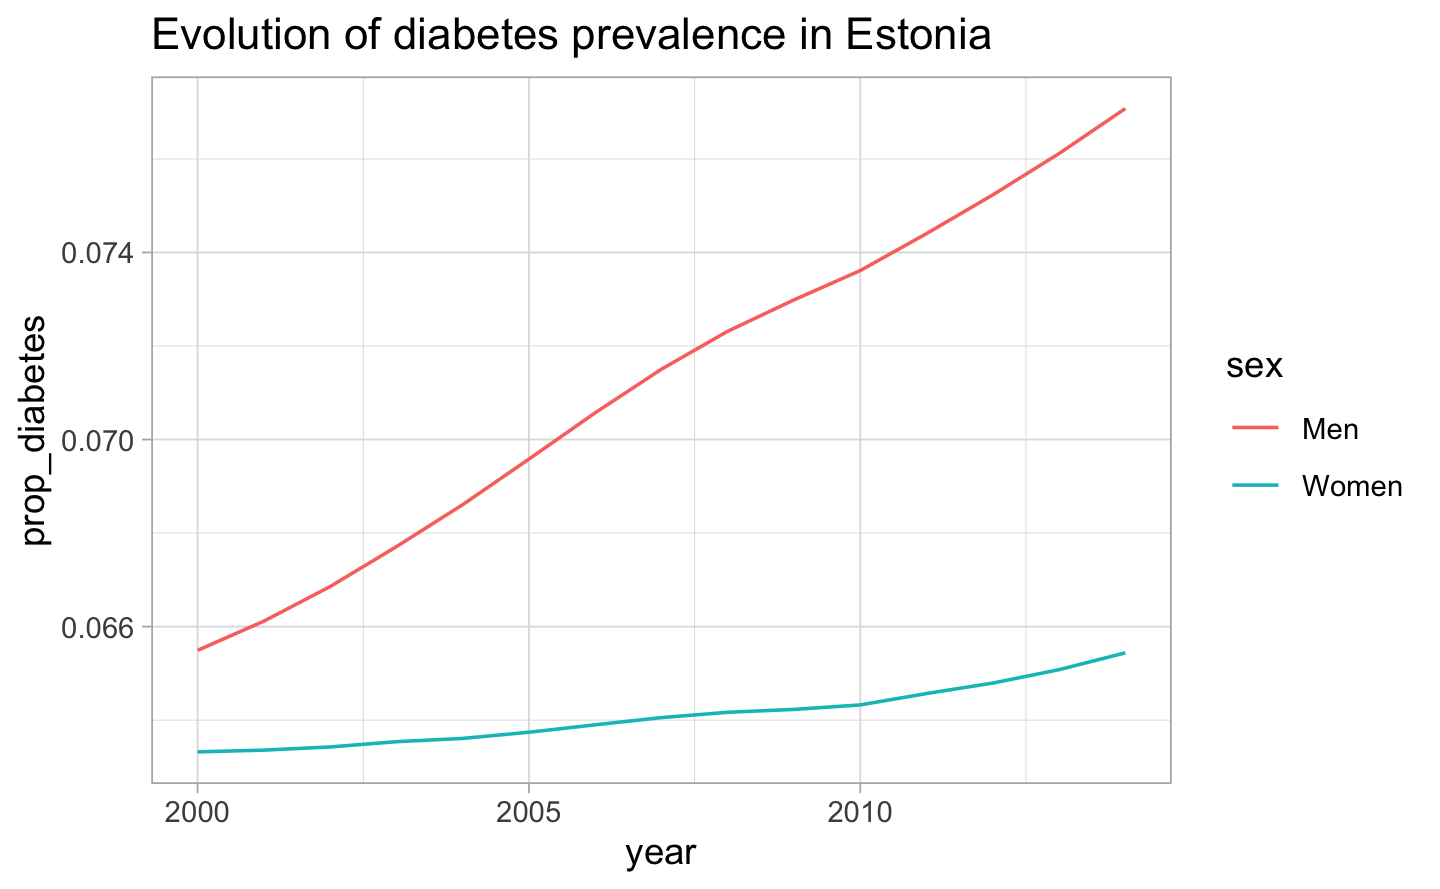 Evolution of diabetes prevalence in Estonia
prop_diabetes
0.074
0.070
0.066
2000
2005
2010
year
sex
Men
Women